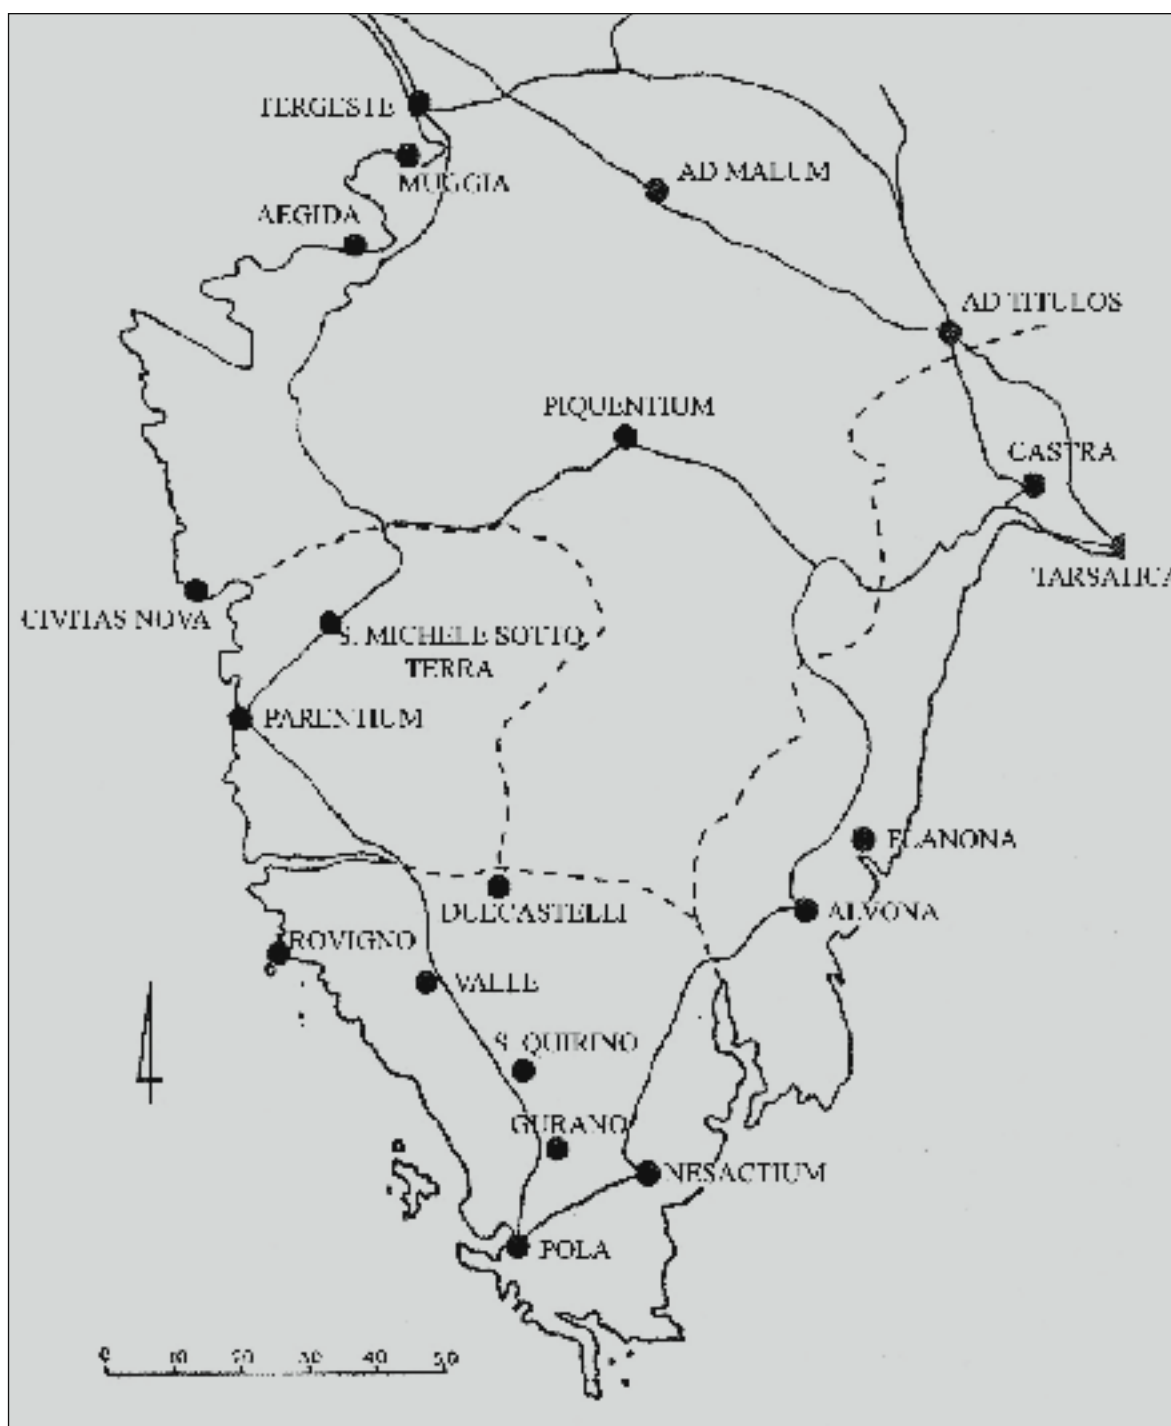 TERGESTE
MUGGIA
AD MALUM
AEGIDA
AD TITULOS
PIQUENTIUM
CASTRA
TARSATICA
CIVITAS NOVA
S. MICHELE SOTTO
TERRA
PARENTIUM
FLANONA
DUECASTELLI
ALVONA
ROVIGNO
VALLE
S. QUIRINO
GURANO
NESACTIUM
POLA
0 10 20 30 40 50